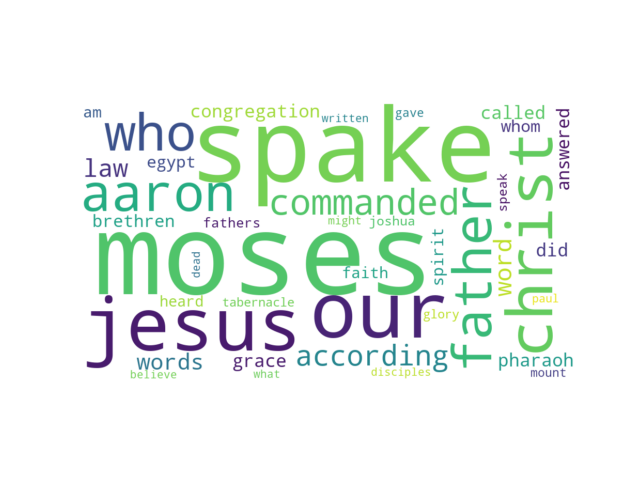 am
who
congregation
written
spake
gave
called
whom
answered
law
egypt
aaron
commanded
speak
christ
brethren
fathers
might
joshua
father
moses
dead
faith
spirit
word
did
heard
tabernacle
jesus
our
glory
paul
words
grace
according
pharaoh
believe
what
disciples
mount